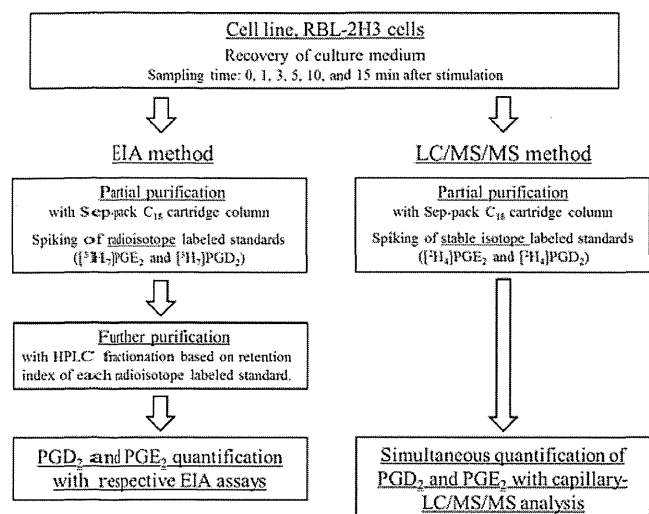 Cell line, RBL-2H3 cells
Recovery of culture medium
Sampling time: 0, 1, 3, 5, 10, and 15 min after stimulation
EIA method
LC/MS/MS method
Partial purification
with Sep-pack C₁₈ cartridge column
Spiking of radioisotope labeled standards
([³H₇]PGE₂ and [³H₇]PGD₂)
Partial purification
with Sep-pack C₁₈ cartridge column
Spiking of stable isotope labeled standards
([²H₄]PGE₂ and [²H₄]PGD₂)
Further purification
with HPLC fractionation based on retention
index of each radioisotope labeled standard.
PGD₂ and PGE₂ quantification
with respective EIA assays
Simultaneous quantification of
PGD₂ and PGE₂ with capillary-
LC/MS/MS analysis